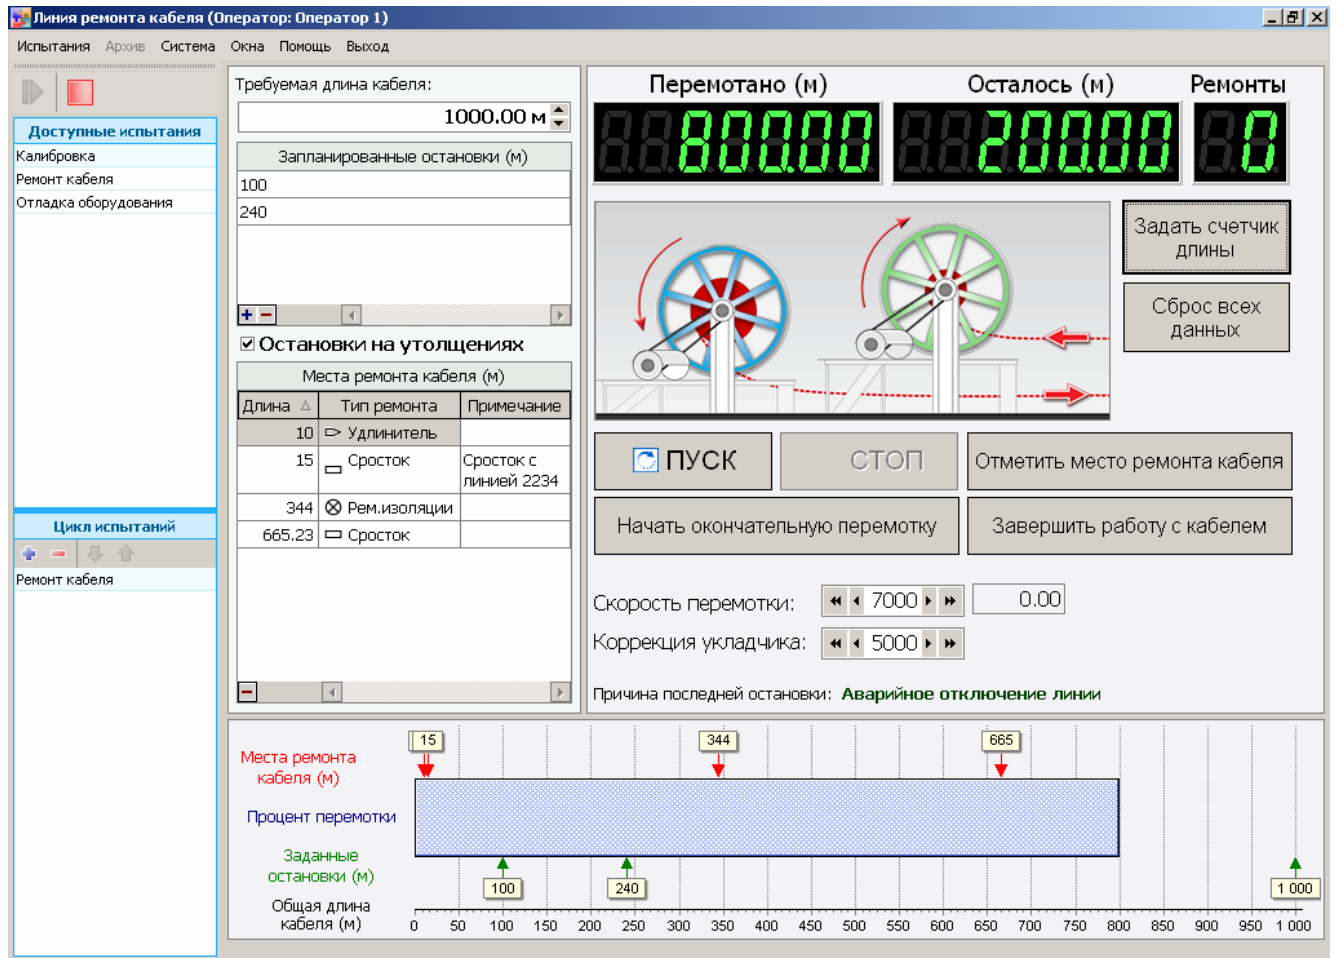 Линия ремонта кабеля (Оператор: Оператор 1)
Испытания Архив Система Окна Помощь Выход
Доступные испытания
Калибровка
Ремонт кабеля
Отладка оборудования
Цикл испытаний
Ремонт кабеля
Требуемая длина кабеля:
1000.00 м
Запланированные остановки (м)
100
240
Остановки на утолщениях
Места ремонта кабеля (м)
Длина Тип ремонта Примечание
10 Удлинитель
15 Сросток Сросток с
линией 2234
344 Рем.изоляции
665.23 Сросток
Перемотано (м) Осталось (м) Ремонты
800.00 200.00 0
Задать счетчик
длины
Сброс всех
данных
ПУСК СТОП Отметить место ремонта кабеля
Начать окончательную перемотку Завершить работу с кабелем
Скорость перемотки: 7000 0.00
Коррекция укладчика: 5000
Причина последней остановки: Аварийное отключение линии
15 344 665
Места ремонта
кабеля (м)
Процент перемотки
Заданные
остановки (м)
100 240 1 000
Общая длина
кабеля (м)
0 50 100 150 200 250 300 350 400 450 500 550 600 650 700 750 800 850 900 950 1 000